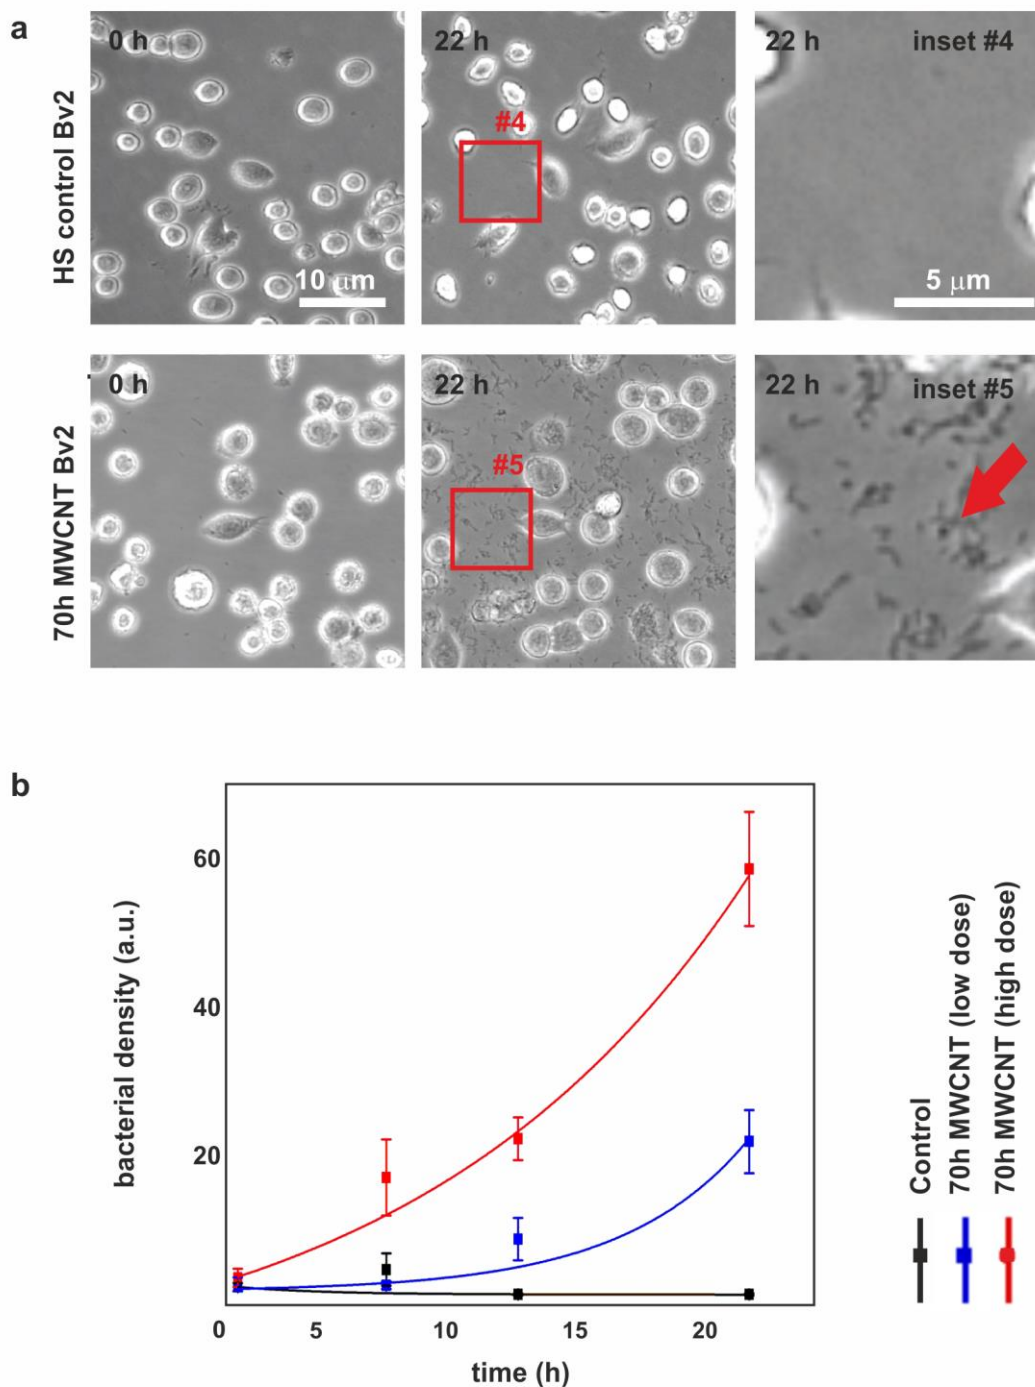 a
HS control Bv2
0 h
10 μm
22 h
#4
22 h
inset #4
5 μm
70h MWCNT Bv2
0 h
22 h
#5
22 h
inset #5
b
bacterial density (a.u.)
60
40
20
0
5
10
15
20
time (h)
Control
70h MWCNT (low dose)
70h MWCNT (high dose)